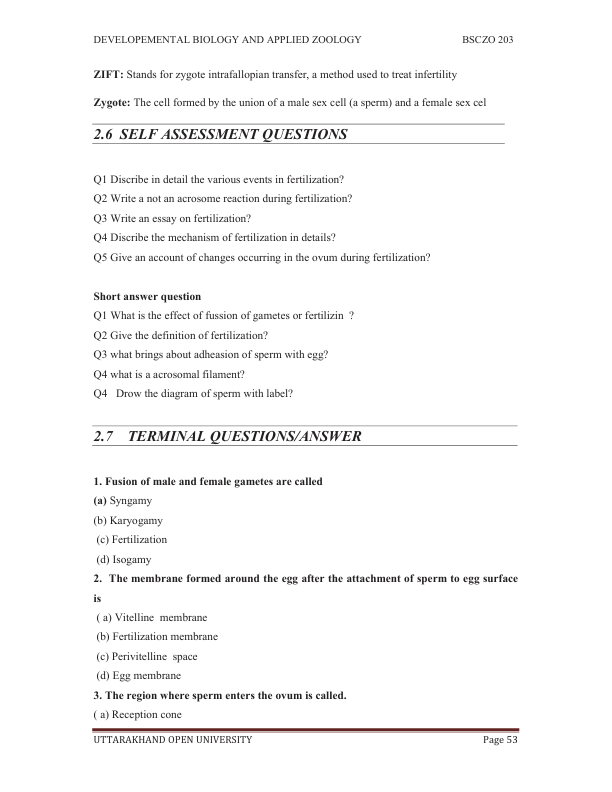 DEVELOPEMENTAL BIOLOGY AND APPLIED ZOOLOGY BSCZO 203
ZIFT: Stands for zygote intrafallopian transfer, a method used to treat infertility
Zygote: The cell formed by the union of a male sex cell (a sperm) and a female sex cel
2.6 SELF ASSESSMENT QUESTIONS
Q1 Discribe in detail the various events in fertilization?
Q2 Write a not an acrosome reaction during fertilization?
Q3 Write an essay on fertilization?
Q4 Discribe the mechanism of fertilization in details?
Q5 Give an account of changes occurring in the ovum during fertilization?
Short answer question
Q1 What is the effect of fussion of gametes or fertilizin ?
Q2 Give the definition of fertilization?
Q3 what brings about adheasion of sperm with egg?
Q4 what is a acrosomal filament?
Q4 Drow the diagram of sperm with label?
2.7 TERMINAL QUESTIONS/ANSWER
1. Fusion of male and female gametes are called
(a) Syngamy
(b) Karyogamy
(c) Fertilization
(d) Isogamy
2. The membrane formed around the egg after the attachment of sperm to egg surface
is
( a) Vitelline membrane
(b) Fertilization membrane
(c) Perivitelline space
(d) Egg membrane
3. The region where sperm enters the ovum is called.
( a) Reception cone
UTTARAKHAND OPEN UNIVERSITY Page 53